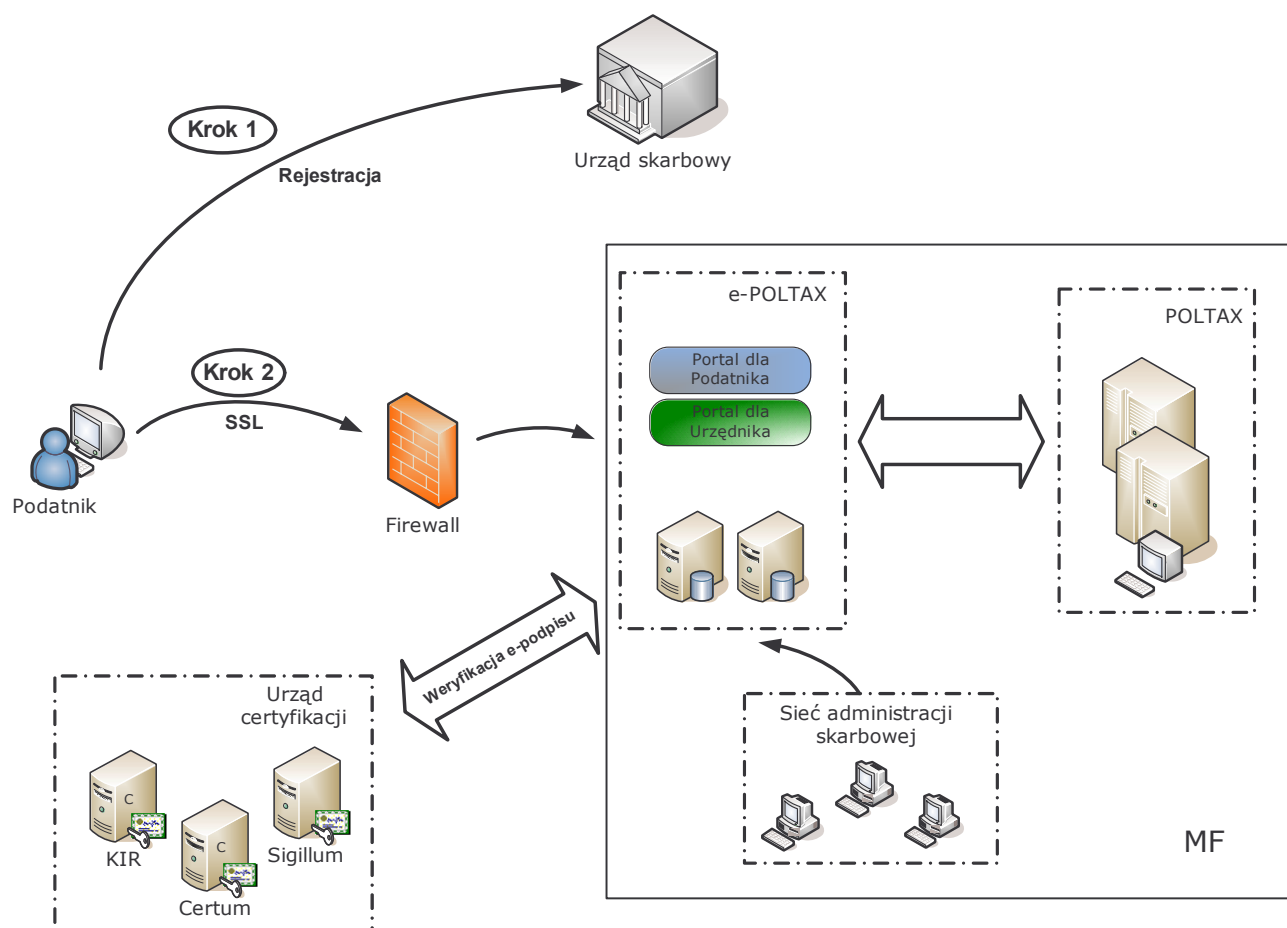 Urząd skarbowy
Krok 1
Rejestracja
Krok 2
SSL
Podatnik
Firewall
e-POLTAX
Portal dla
Podatnika
Portal dla
Urzędnika
POLTAX
Weryfikacja e-podpisu
Urząd
certyfikacji
C
KIR
C
Certum
Sigillum
Sieć administracji
skarbowej
MF